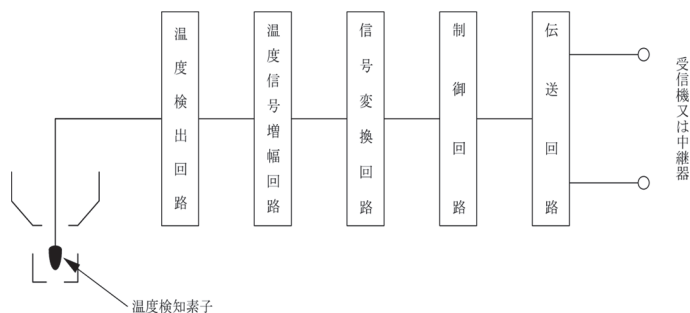 温度検出回路
温度信号増幅回路
信号変換回路
制御回路
伝送回路
受信機又は中継器
温度検知素子